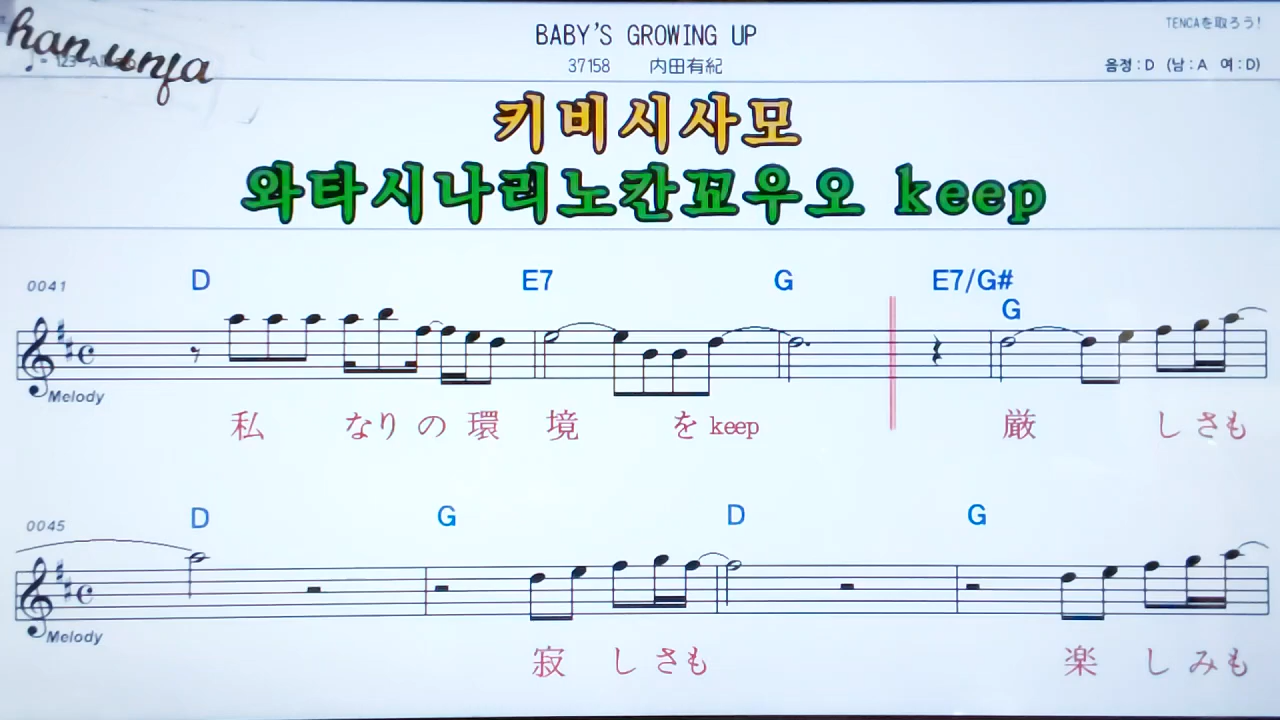 han unfa
TENCAを取ろう!
BABY'S GROWING UP
37158 内田有紀
음정 : D (남 : A 여 : D)
키비시사모
와타시나리노칸꾜우오 keep
0041 D E7 G E7/G#
G
Melody
私 なりの環 境 を keep 厳 しさも
0045 D G D G
Melody
寂 しさも 楽 しみも